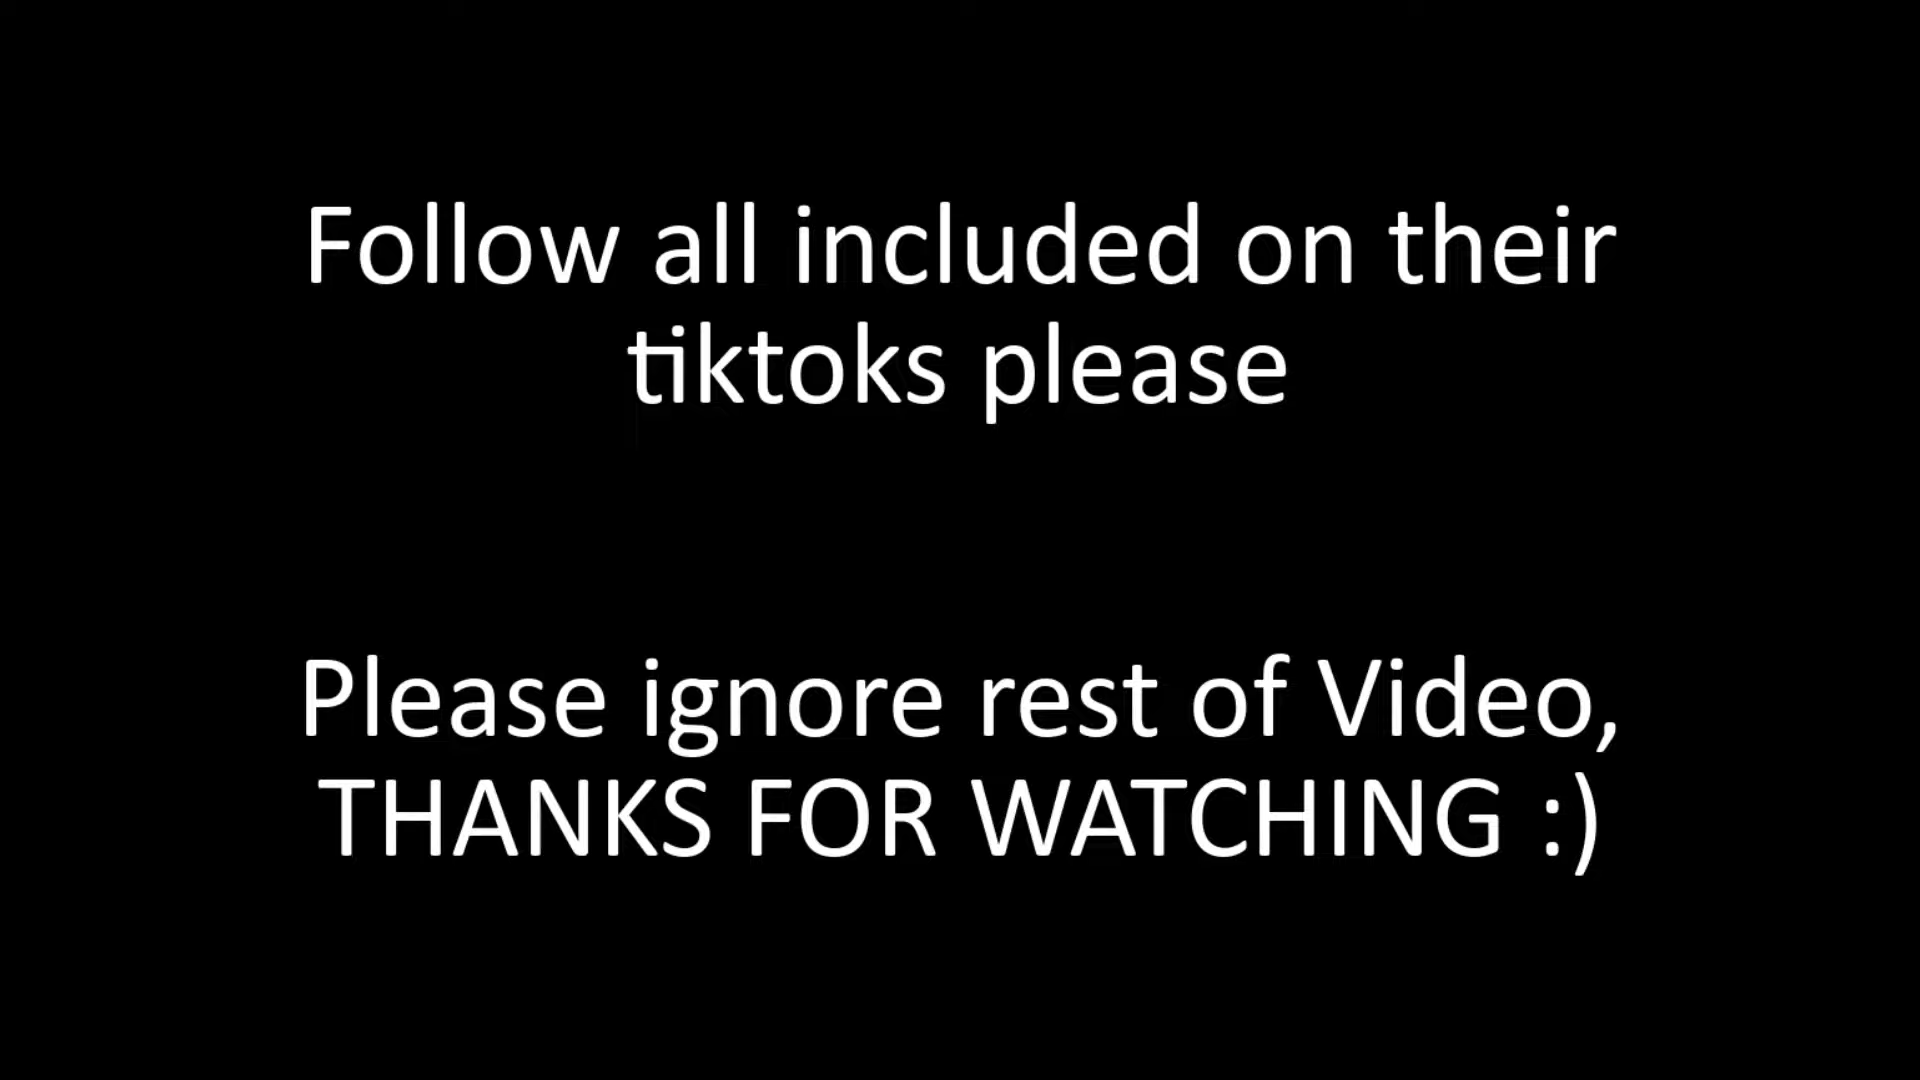 Follow all included on their
tiktoks please
Please ignore rest of Video,
THANKS FOR WATCHING :)